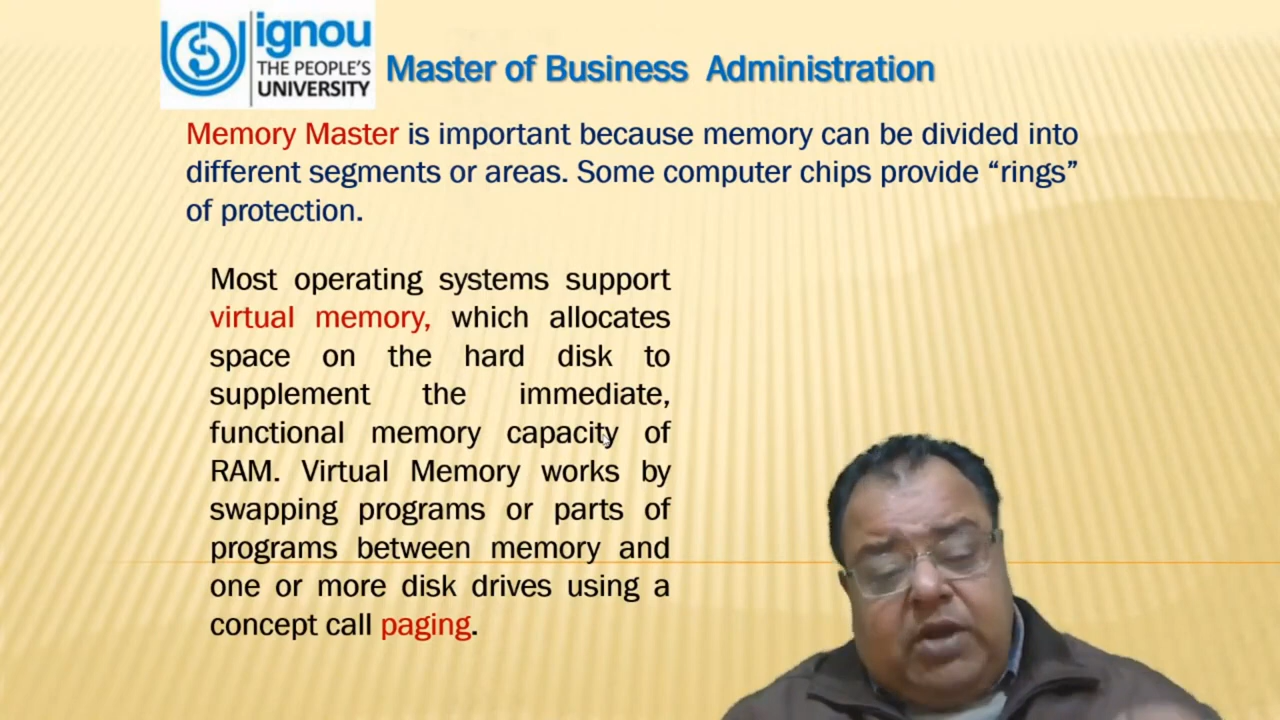 ignou
THE PEOPLE'S
UNIVERSITY
Master of Business Administration
Memory Master is important because memory can be divided into
different segments or areas. Some computer chips provide “rings”
of protection.
Most operating systems support
virtual memory, which allocates
space on the hard disk to
supplement the immediate,
functional memory capacity of
RAM. Virtual Memory works by
swapping programs or parts of
programs between memory and
one or more disk drives using a
concept call paging.